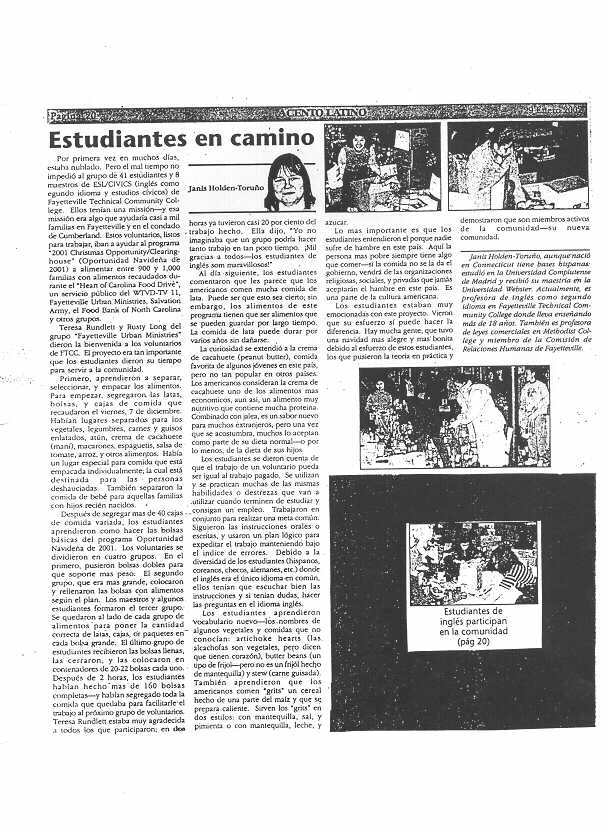 Página 20
ACENTO LATINO
Estudiantes en camino
Por primera vez en muchos días,
estaba nublado. Pero el mal tiempo no
impedió al grupo de 41 estudiantes y 8
maestros de ESL/CIVICS (inglés como
egundo idioma y estudios cívicos) de
Fayetteville Technical Community Col-
lege. Ellos tenían una missión—y esa
misión era algo que ayudaría casi a mil
familias en Fayetteville y en el condado
de Cumberland. Estos voluntarios, listos
para trabajar, iban a ayudar al programa
"2001 Christmas Opportunity/Clearing-
house" (Oportunidad Navideña de
2001) a alimentar entre 900 y 1,000
familias con alimentos recaudados du-
rante el "Heart of Carolina Food Drive",
un servicio público del WTVD-TV 11,
Fayetteville Urban Ministries, Salvation
Army, el Food Bank of North Carolina
y otros grupos.
Teresa Rundlett y Rusty Long del
grupo "Fayetteville Urban Ministries"
dieron la bienvenida a los voluntarios
de FTCC. El proyecto era tan importante
que los estudiantes dieron su tiempo
para servir a la comunidad.
Primero, aprendieron a separar,
seleccionar, y empacar los alimentos.
Para empezar, segregaron las latas,
bolsas, y cajas de comida que
recaudaron el viernes, 7 de diciembre.
Habían lugares separados para los
vegetales, legumbres, carnes y guisos
enlatados, atún, crema de cacahuete
(maní), macarones, espaguetis, salsa de
tomate, arroz, y otros alimentos. Había
un lugar especial para comida que está
empacada individualmente; la cual está
destinada para las personas
deshauciadas. También separaron la
comida de bebé para aquellas familias
con hijos recién nacidos.
Después de segregar mas de 40 cajas
de comida variada, los estudiantes
aprendieron como hacer las bolsas
básicas del programa Oportunidad
Navideña de 2001. Los voluntaries se
dividieron en cuatro grupos. En el
primero, pusieron bolsas dobles para
que soporte mas peso. El segundo
grupo, que era mas grande, colocaron
y rellenaron las bolsas con alimentos
según el plan. Los maestros y algunos
estudiantes formaron el tercer grupo.
Se quedaron al lado de cada grupo de
alimentos para poner la cantidad
correcta de latas, cajas, or paquetes en
cada bolsa grande. El último grupo de
estudiantes recibieron las bolsas llenas,
las cerraron, y las colocaron en
contenadores de 20-22 bolsas cada uno.
Después de 2 horas, los estudiantes
habían hecho mas de 160 bolsas
completas—y habían segregado toda la
comida que quedaba para facilitarle el
trabajo al próximo grupo de voluntarios.
Teresa Rundlett estaba muy agradecida
a todos los que participaron; en dos
Janis Holden-Toruño
horas ya tuvieron casi 20 por ciento del
trabajo hecho. Ella dijo, "Yo no
imaginaba que un grupo podría hacer
tanto trabajo en tan poco tiempo. ¡Mil
gracias a todos—los estudiantes de
inglés son maravillosos!"
Al día siguiente, los estudiantes
comentaron que les parece que los
americanos comen mucha comida de
lata. Puede ser que esto sea cierto; sin
embargo, los alimentos de este
programa tienen que ser alimentos que
se pueden guardar por largo tiempo.
La comida de lata puede durar por
varios años sin dañarse.
La curiosidad se extendió a la crema
de cacahuete (peanut butter), comida
favorita de algunos jóvenes en este país,
pero no tan popular en otros países.
Los americanos consideran la crema de
cacahuete uno de los alimentos mas
economicos, aun así, un alimento muy
nutritivo que contiene mucha proteina.
Combinado con jalea, es un sabor nuevo
para muchos extranjeros, pero una vez
que se acostumbra, muchos lo aceptan
como parte de su dieta normal—o por
lo menos, de la dieta de sus hijos.
Los estudiantes se dieron cuenta de
que el trabajo de un voluntario pueda
ser igual al trabajo pagado. Se utilizan
y se practican muchas de las mismas
habilidades o destrezas que van a
utilizar cuando terminen de estudiar y
consigan un empleo. Trabajaron en
conjunto para realizar una meta común.
Siguieron las instrucciones orales o
escritas, y usaron un plan lógico para
expeditar el trabajo manteniendo bajo
el indice de errores. Debido a la
diversidad de los estudiantes (hispanos,
coreanos, checos, alemanes, etc.) donde
el inglés era el único idioma en común,
ellos tenían que escuchar bien las
instrucciones y si tenían dudas, hacer
las preguntas en el idioma inglés.
Los estudiantes aprendieron
vocabulario nuevo—los nombres de
algunos vegetales y comidas que no
conocían: artichoke hearts (las
alcachofas son vegetales, pero dicen
que tienen corazón), butter beans (un
tipo de frijol—pero no es un frijól hecho
de mantequilla) y stew (carne guisada).
También aprendieron que los
americanos comen "grits" un cereal
hecho de una parte del maíz y que se
prepara caliente. Sirven los "grits" en
dos estilos: con mantequilla, sal, y
pimienta o con mantequilla, leche, y
azucar.
Lo mas importante es que los
estudiantes entendieron el porque nadie
sufre de hambre en este país. Aquí la
persona mas pobre siempre tiene algo
que comer—si la comida no se la da el
gobierno, vendrá de las organizaciones
religiosas, sociales, y privadas que jamás
aceptarán el hambre en este país. Es
una parte de la cultura americana.
Los estudiantes estaban muy
emocionadas con este proyecto. Vieron
que su esfuerzo si puede hacer la
diferencia. Hay mucha gente, que tuvo
una navidad mas alegre y mas bonita
debido al esfuerzo de estos estudiantes,
los que pusieron la teoría en práctica y
demostraron que son miembros activos
de la comunidad—su nueva
comunidad.
Janis Holden-Toruño, aunque nació
en Connecticut tiene bases hispanas:
estudió en la Universidad Complutense
de Madrid y recibió su maestria en la
Universidad Webster. Actualmente, es
profesora de inglés como segundo
idioma en Fayetteville Technical Com-
munity College donde lleva enseñando
más de 18 años. También es profesora
de leyes comerciales en Methodist Col-
lege y miembro de la Comisión de
Relaciones Humanas de Fayetteville.
Estudiantes de
inglés participan
en la comunidad
(pág 20)